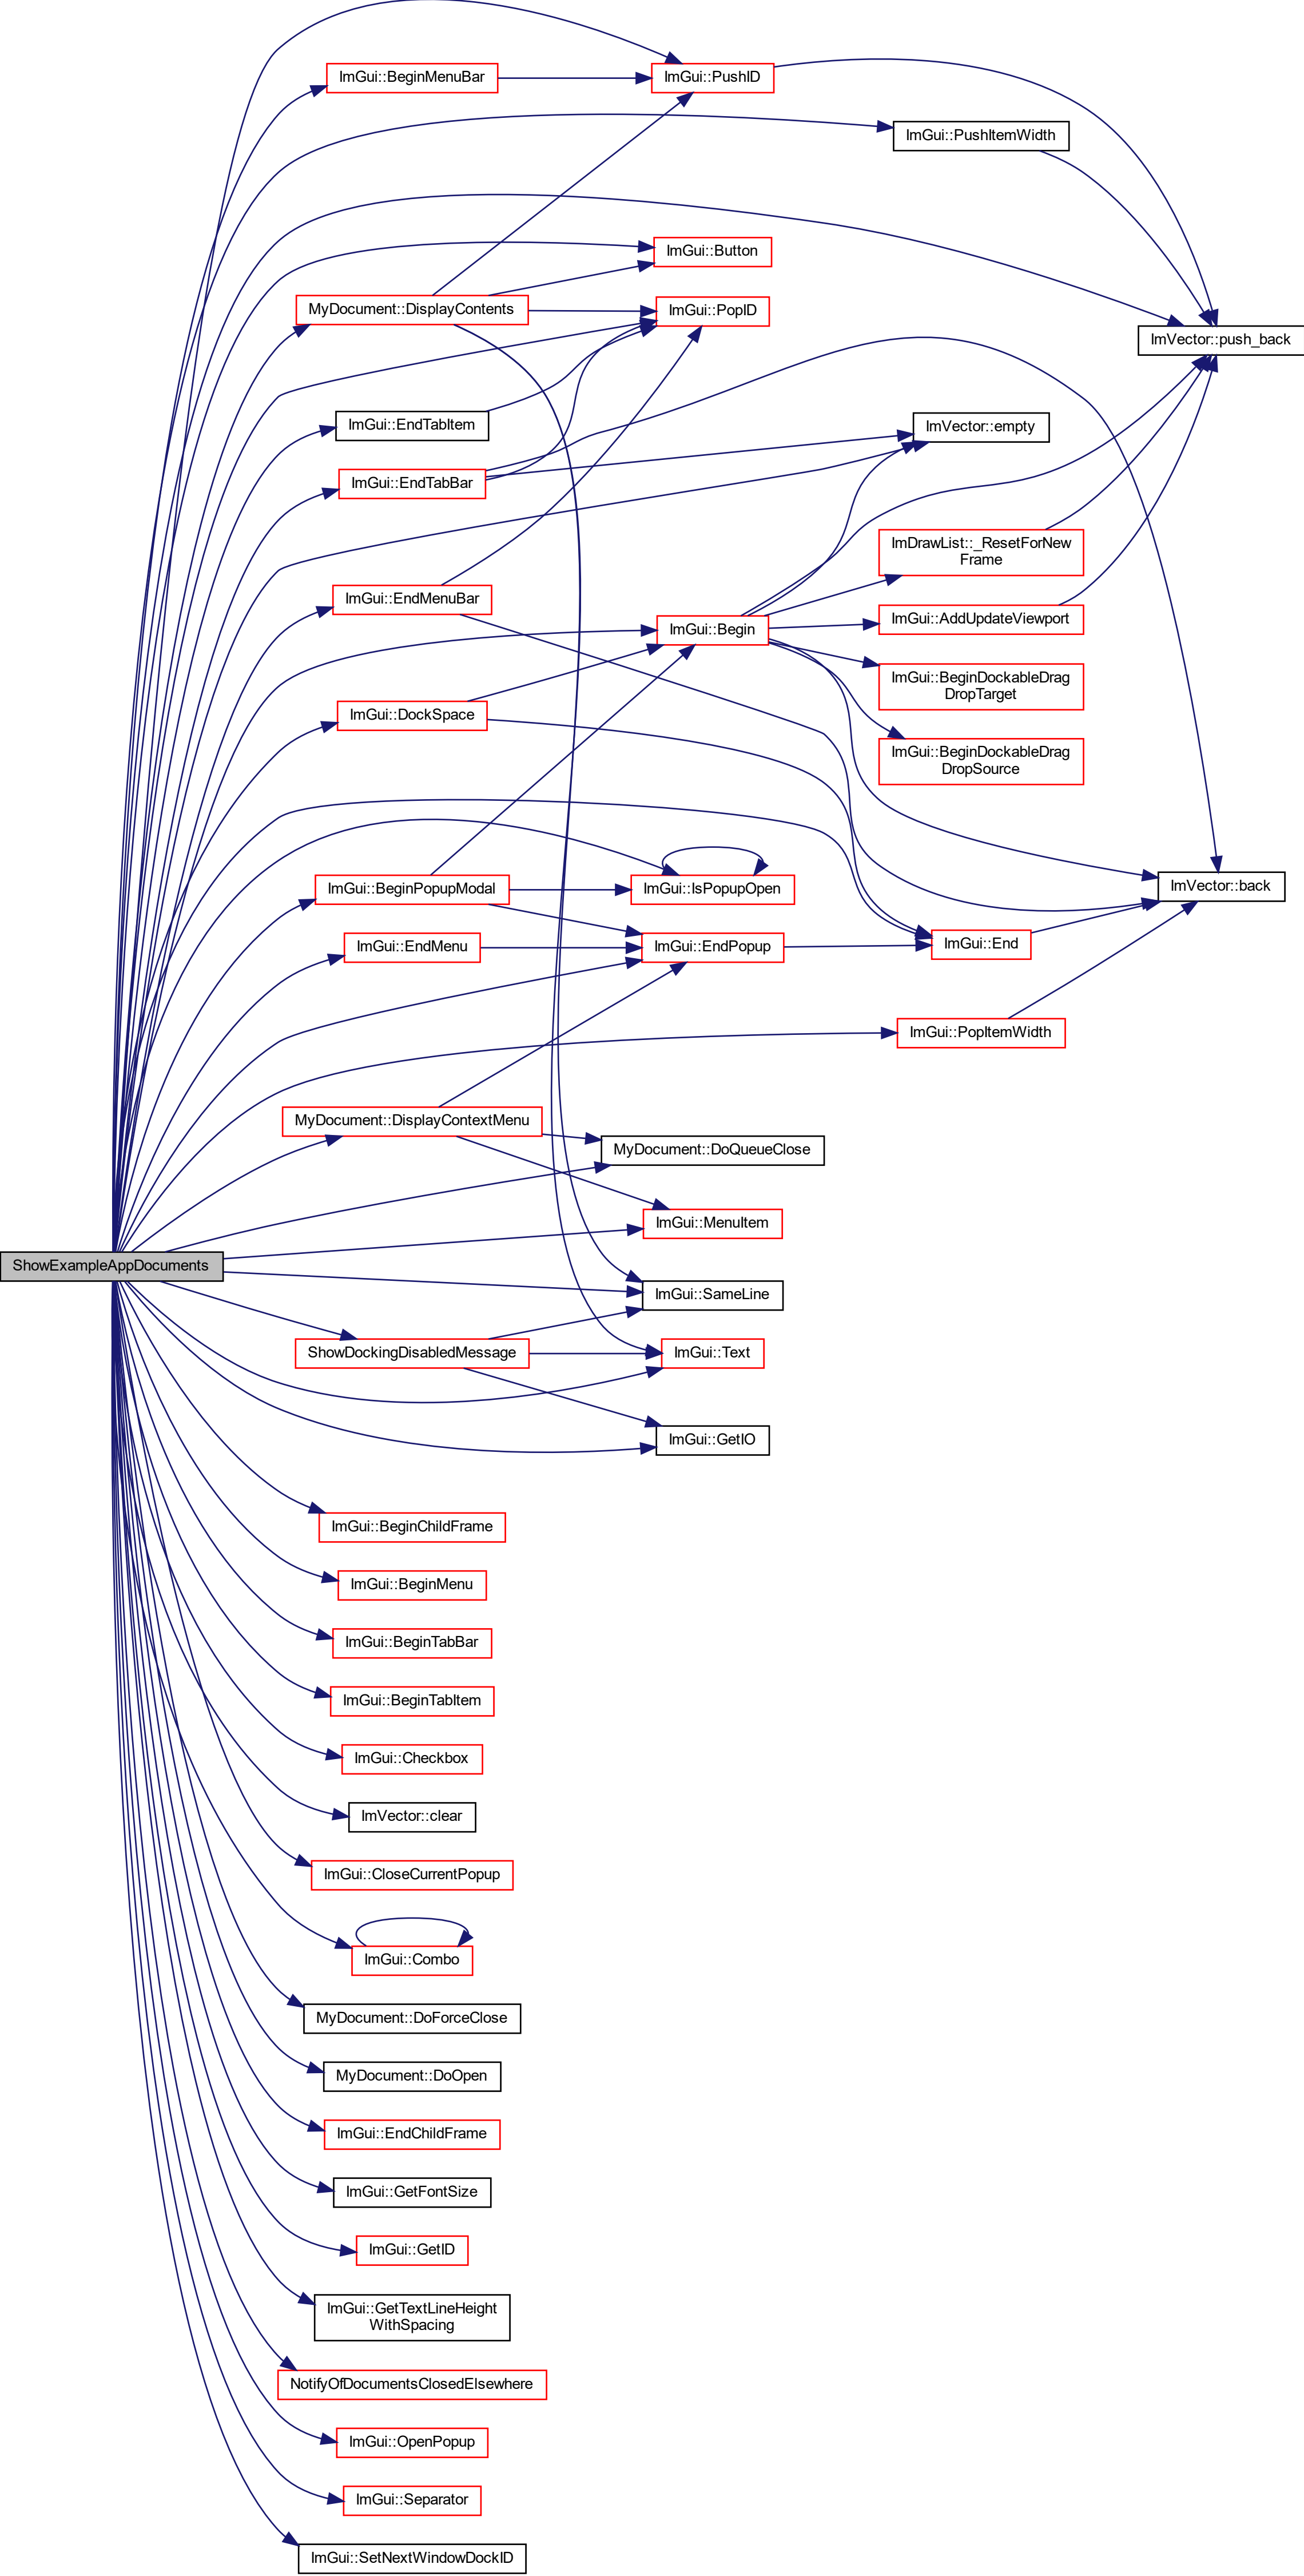 ImGui::BeginMenuBar
ImGui::PushID
ImGui::PushItemWidth
ImGui::Button
MyDocument::DisplayContents
ImGui::PopID
ImVector::push_back
ImGui::EndTabItem
ImVector::empty
ImGui::EndTabBar
ImDrawList::_ResetForNew
Frame
ImGui::EndMenuBar
ImGui::AddUpdateViewport
ImGui::Begin
ImGui::BeginDockableDrag
DropTarget
ImGui::DockSpace
ImGui::BeginDockableDrag
DropSource
ImGui::BeginPopupModal
ImGui::IsPopupOpen
ImVector::back
ImGui::EndMenu
ImGui::EndPopup
ImGui::End
ImGui::PopItemWidth
MyDocument::DisplayContextMenu
MyDocument::DoQueueClose
ImGui::MenuItem
ShowExampleAppDocuments
ImGui::SameLine
ShowDockingDisabledMessage
ImGui::Text
ImGui::GetIO
ImGui::BeginChildFrame
ImGui::BeginMenu
ImGui::BeginTabBar
ImGui::BeginTabItem
ImGui::Checkbox
ImVector::clear
ImGui::CloseCurrentPopup
ImGui::Combo
MyDocument::DoForceClose
MyDocument::DoOpen
ImGui::EndChildFrame
ImGui::GetFontSize
ImGui::GetID
ImGui::GetTextLineHeight
WithSpacing
NotifyOfDocumentsClosedElsewhere
ImGui::OpenPopup
ImGui::Separator
ImGui::SetNextWindowDockID